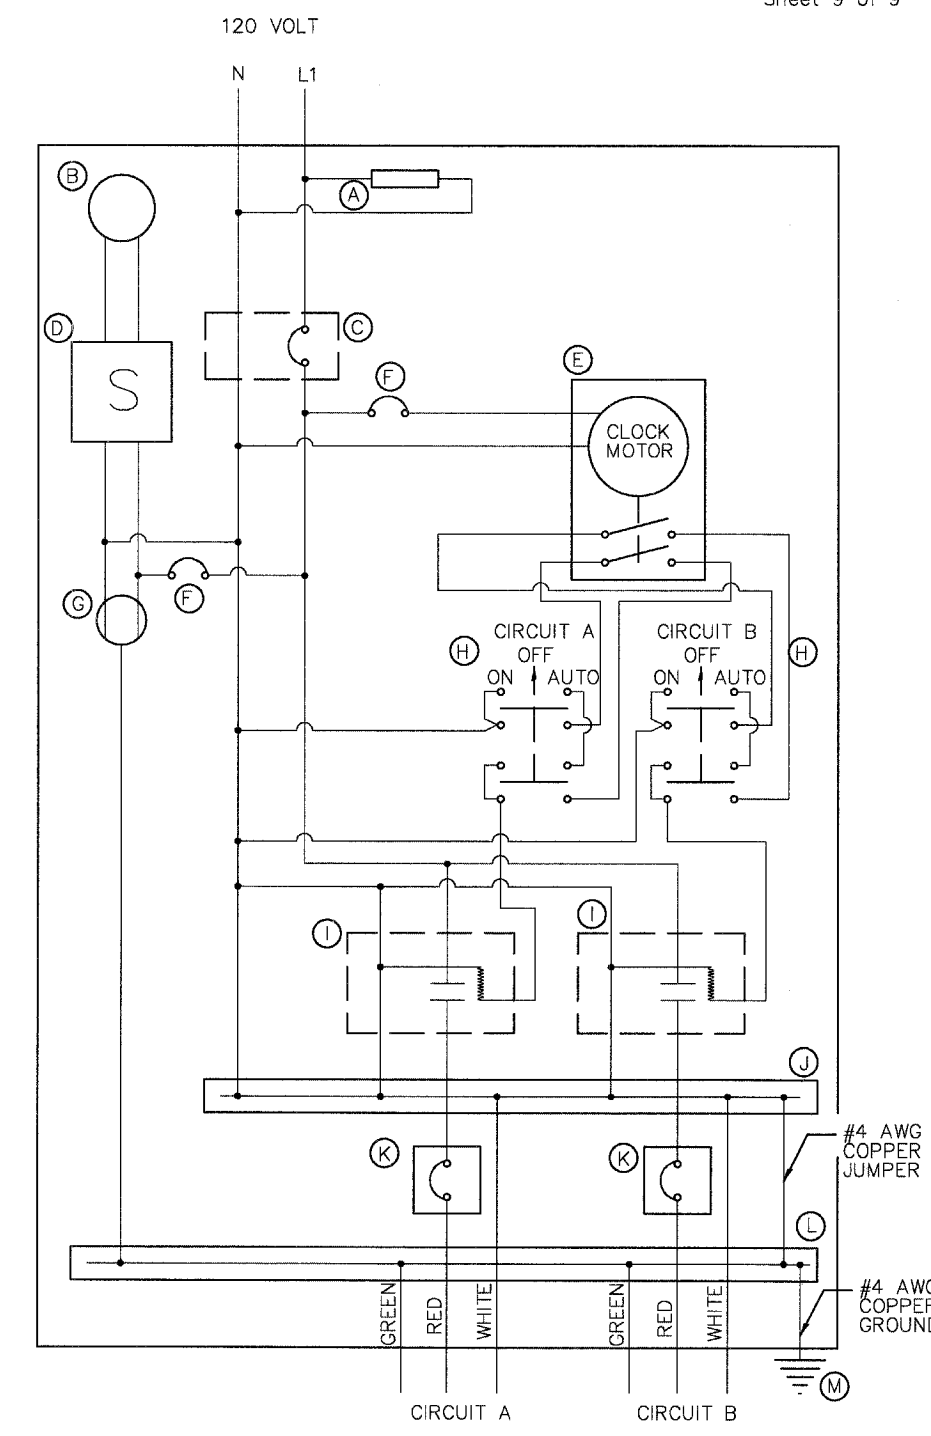 Sheet 9 of 9
120 VOLT
N L1
B
A
D
C
S
F
E
CLOCK
MOTOR
G
F
H
CIRCUIT A
OFF
ON AUTO
CIRCUIT B
OFF
ON AUTO
H
I
I
J
K
K
#4 AWG
COPPER
JUMPER
L
GREEN
RED
WHITE
GREEN
RED
WHITE
#4 AWG
COPPER
GROUND
M
CIRCUIT A
CIRCUIT B